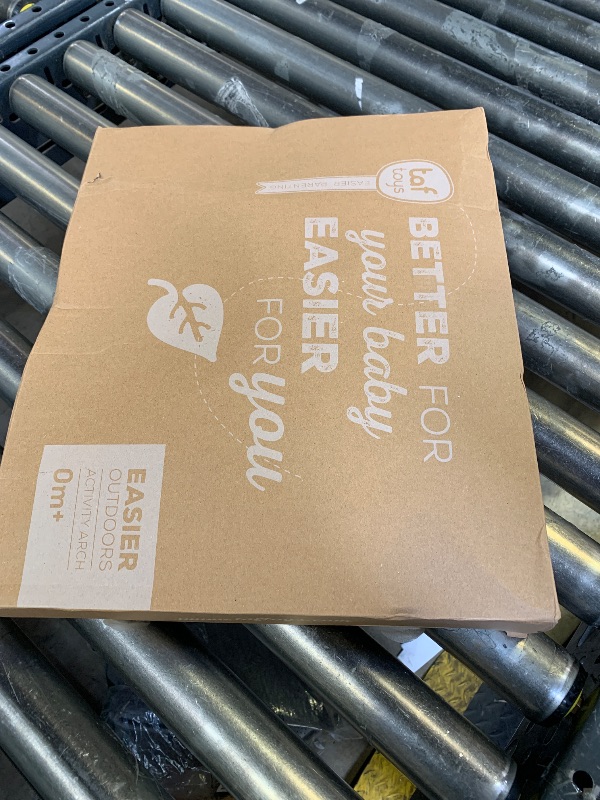 taf
toys
EASIER PARENTING
BETTER FOR
your baby
EASIER
FOR you
EASIER
OUTDOORS
ACTIVITY ARCH
0m+